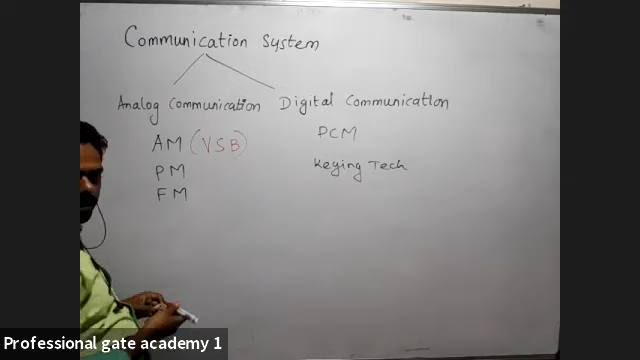 Communication System
Analog Communication Digital Communication
AM (VSB) PCM
PM Keying Tech
FM
Professional gate academy 1